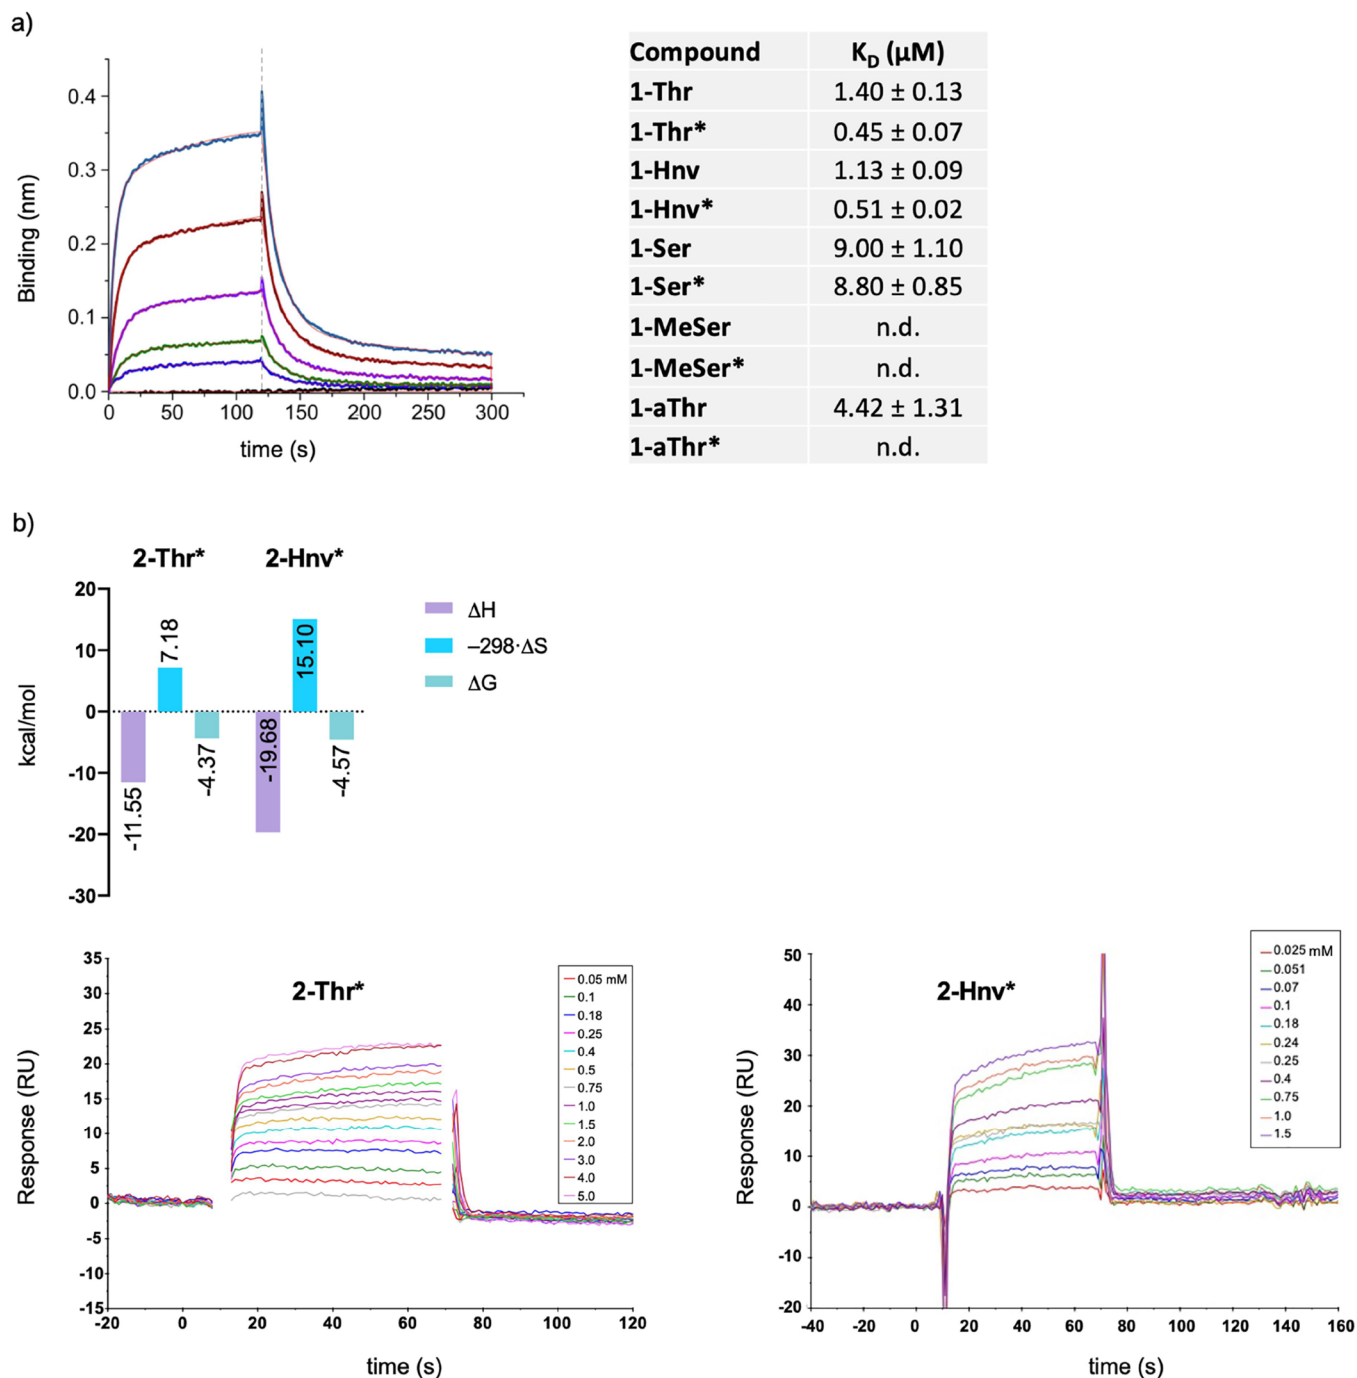 a)
0.4
0.3
0.2
0.1
0.0
Binding (nm)
0 50 100 150 200 250 300
time (s)
Compound K_D (μM)
1-Thr 1.40 ± 0.13
1-Thr* 0.45 ± 0.07
1-Hnv 1.13 ± 0.09
1-Hnv* 0.51 ± 0.02
1-Ser 9.00 ± 1.10
1-Ser* 8.80 ± 0.85
1-MeSer n.d.
1-MeSer* n.d.
1-aThr 4.42 ± 1.31
1-aThr* n.d.
b)
2-Thr* 2-Hnv*
20
10
0
-10
-20
-30
kcal/mol
-11.55
7.18
-4.37
-19.68
15.10
-4.57
ΔH
–298·ΔS
ΔG
2-Thr*
35
30
25
20
15
10
5
0
-5
-10
-15
Response (RU)
-20 0 20 40 60 80 100 120
time (s)
0.05 mM
0.1
0.18
0.25
0.4
0.5
0.75
1.0
1.5
2.0
3.0
4.0
5.0
2-Hnv*
50
40
30
20
10
0
-10
-20
Response (RU)
-40 -20 0 20 40 60 80 100 120 140 160
time (s)
0.025 mM
0.051
0.07
0.1
0.18
0.24
0.25
0.4
0.75
1.0
1.5